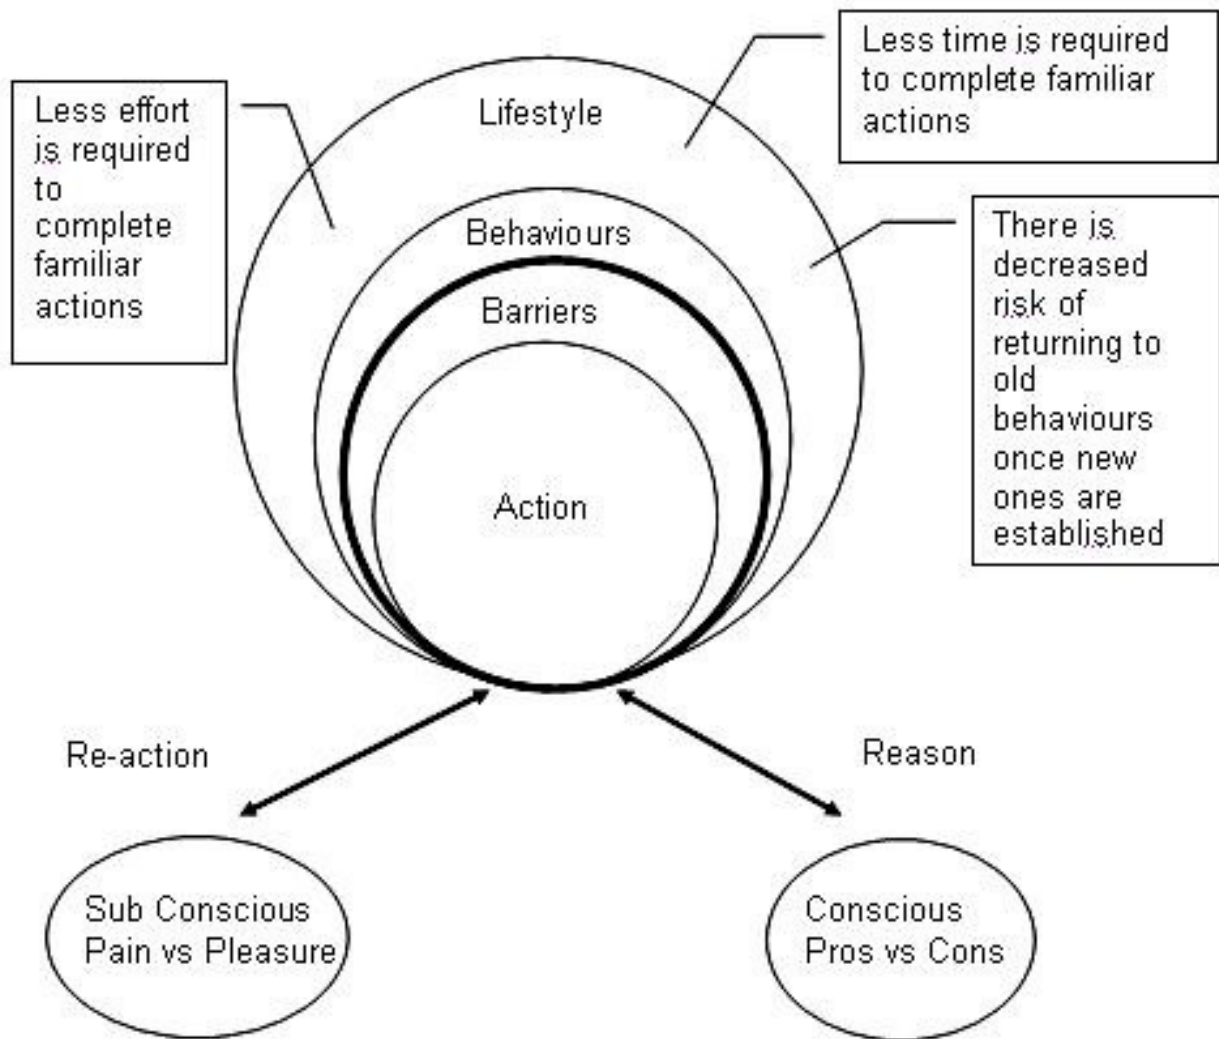 Less time is required
to complete familiar
actions
Lifestyle
Less effort
is required
to
complete
familiar
actions
There is
decreased
risk of
returning to
old
behaviours
once new
ones are
established
Behaviours
Barriers
Action
Re-action
Reason
Sub Conscious
Pain vs Pleasure
Conscious
Pros vs Cons